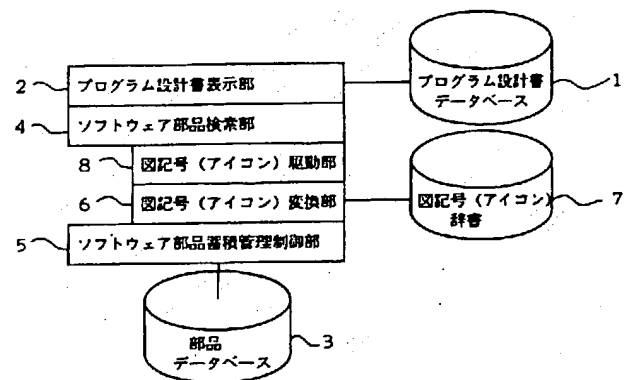 2
プログラム設計書表示部
プログラム設計書
データベース
1
4
ソフトウェア部品検索部
8
図記号(アイコン)駆動部
6
図記号(アイコン)変換部
図記号(アイコン)
辞書
7
5
ソフトウェア部品蓄積管理制御部
部品
データベース
3